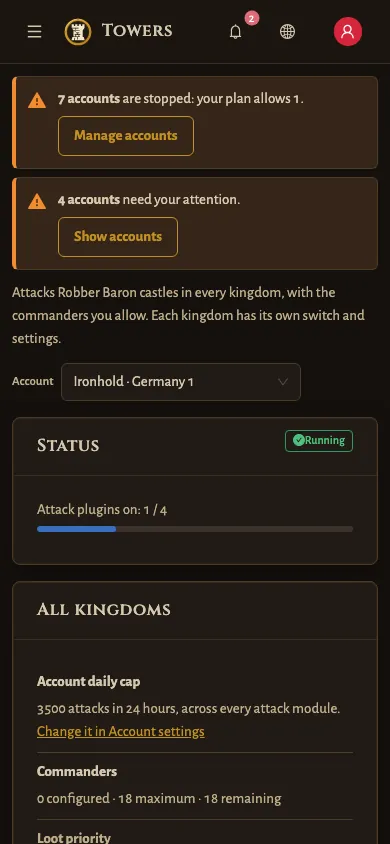 Towers
2
7 accounts are stopped: your plan allows 1.
Manage accounts
4 accounts need your attention.
Show accounts
Attacks Robber Baron castles in every kingdom, with the
commanders you allow. Each kingdom has its own switch and
settings.
Account
Ironhold · Germany 1
Status
Running
Attack plugins on: 1 / 4
All kingdoms
Account daily cap
3500 attacks in 24 hours, across every attack module.
Change it in Account settings
Commanders
0 configured · 18 maximum · 18 remaining
Loot priority